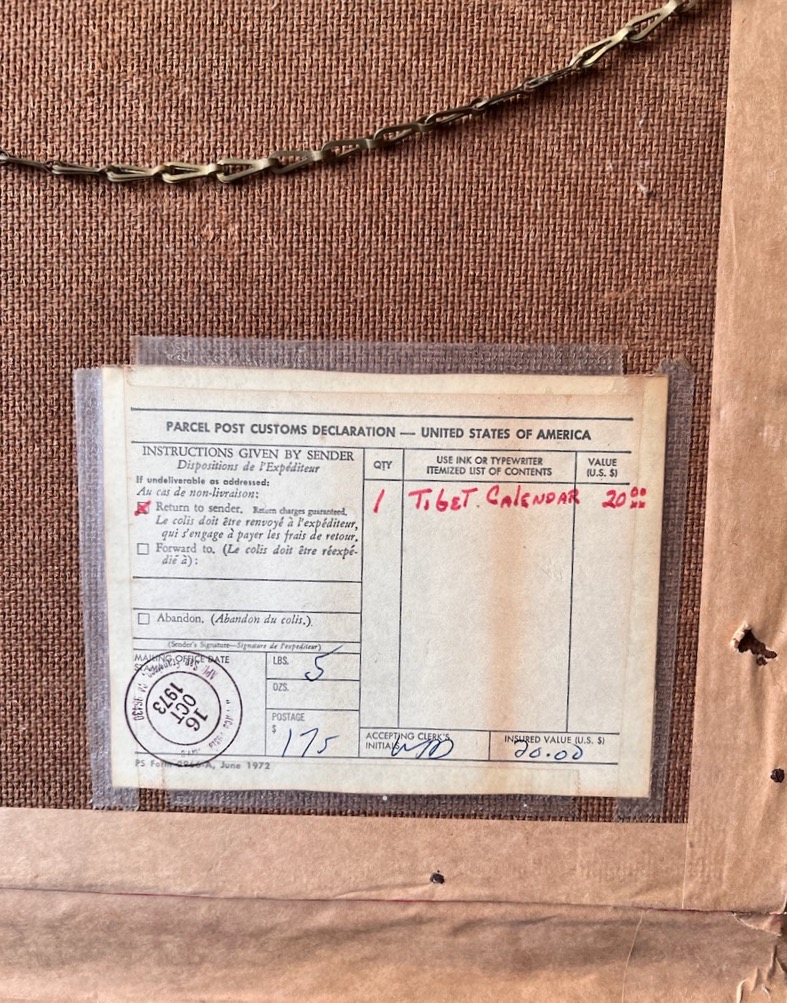 PARCEL POST CUSTOMS DECLARATION — UNITED STATES OF AMERICA
INSTRUCTIONS GIVEN BY SENDER
Dispositions de l'Expéditeur
If undeliverable as addressed:
Au cas de non-livraison:
Return to sender. Return charges guaranteed.
Le colis doit être renvoyé à l'expéditeur,
qui s'engage à payer les frais de retour.
Forward to. (Le colis doit être réexpé-
dié à):
Abandon. (Abandon du colis.)
(Sender's Signature—Signature de l'expéditeur)
MAILING OFFICE DATE
16
OCT
1973
LBS. 5
OZS.
POSTAGE
$ 175
QTY
USE INK OR TYPEWRITER
ITEMIZED LIST OF CONTENTS
VALUE
(U.S. $)
1 TIBET. CALENDAR 20 00
ACCEPTING CLERK'S
INITIALS
INSURED VALUE (U.S. $)
20.00
PS Form 2966-A, June 1972